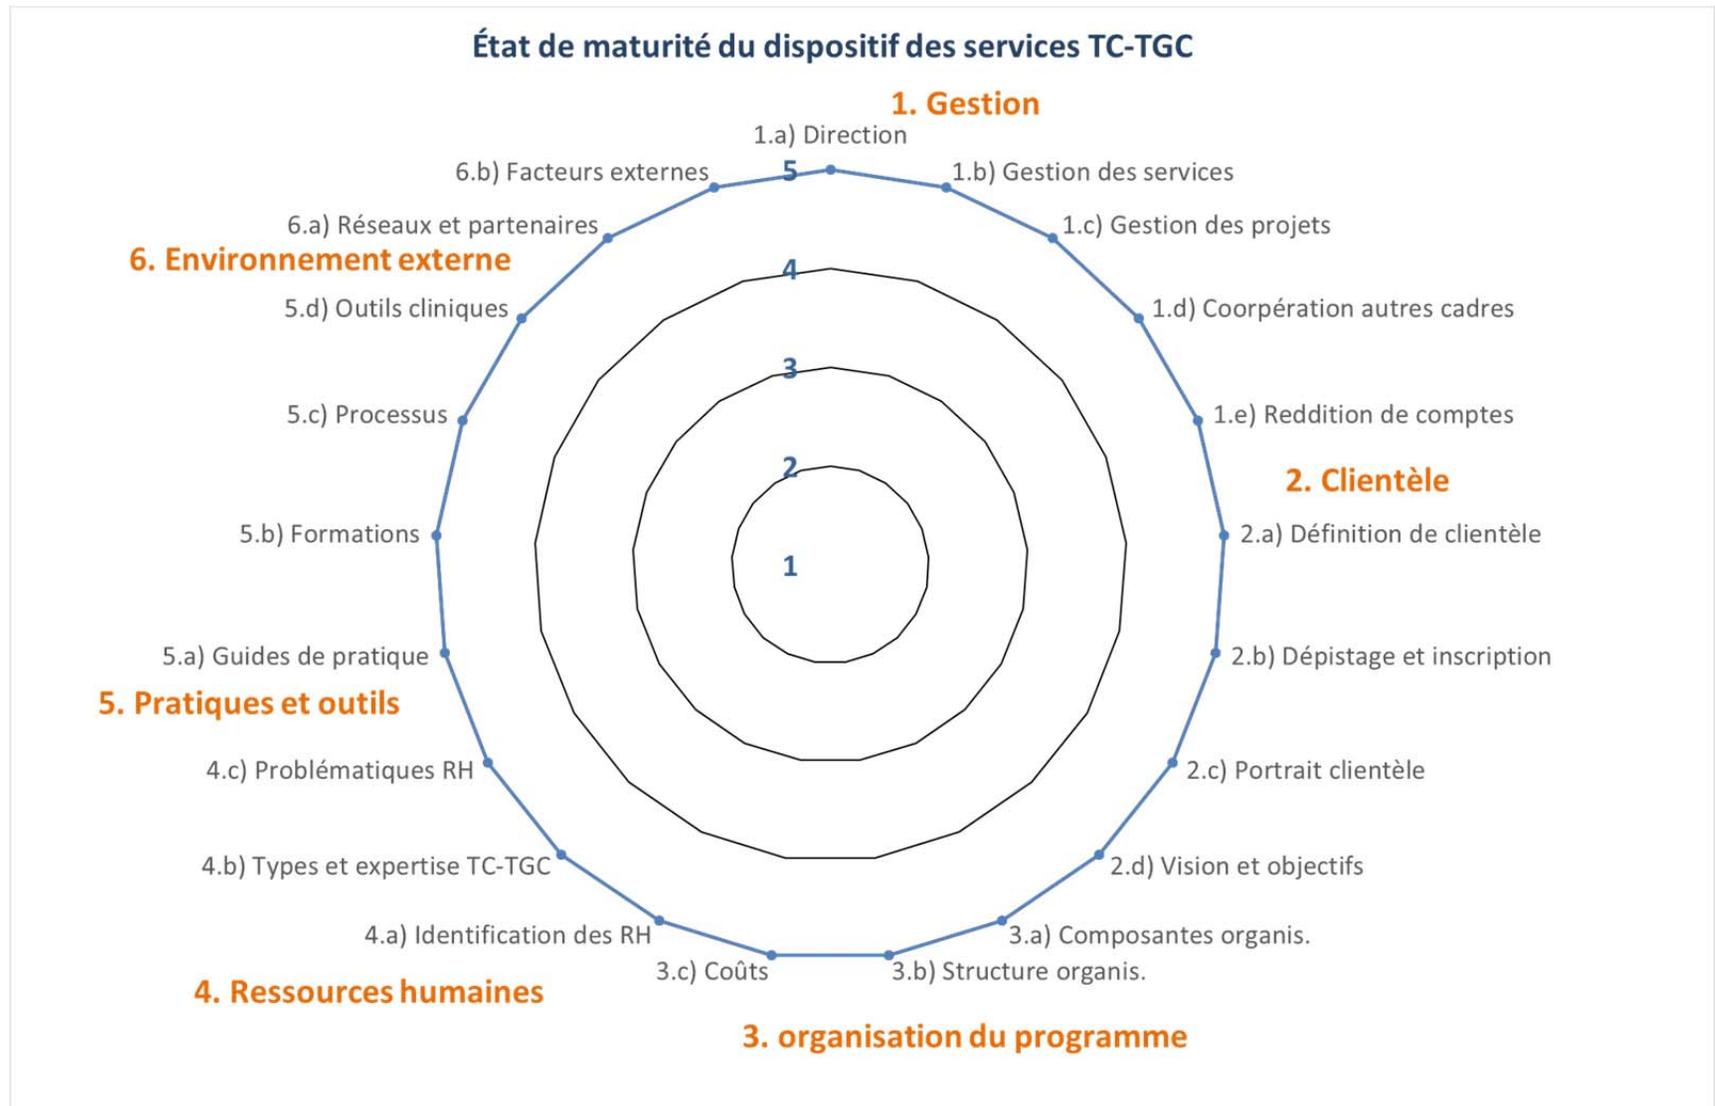 État de maturité du dispositif des services TC-TGC
1. Gestion
1.a) Direction
6.b) Facteurs externes
5
1.b) Gestion des services
6.a) Réseaux et partenaires
1.c) Gestion des projets
6. Environnement externe
4
5.d) Outils cliniques
1.d) Coorpération autres cadres
3
5.c) Processus
1.e) Reddition de comptes
2
2. Clientèle
5.b) Formations
2.a) Définition de clientèle
1
5.a) Guides de pratique
2.b) Dépistage et inscription
5. Pratiques et outils
4.c) Problématiques RH
2.c) Portrait clientèle
4.b) Types et expertise TC-TGC
2.d) Vision et objectifs
4.a) Identification des RH
3.a) Composantes organis.
3.c) Coûts
3.b) Structure organis.
4. Ressources humaines
3. organisation du programme